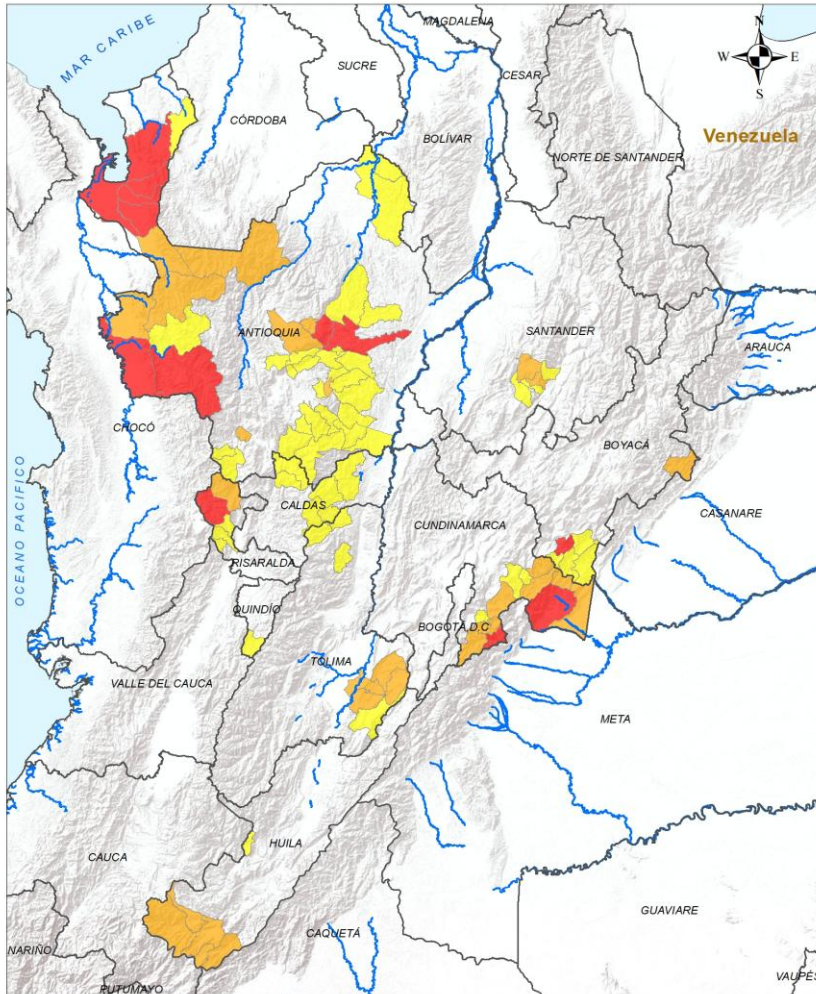 MAGDALENA
MAR CARIBE
N
SUCRE
W
E
CESAR
S
CÓRDOBA
BOLÍVAR
Venezuela
NORTE DE SANTANDER
ANTIOQUIA
SANTANDER
ARAUCA
CHOCÓ
BOYACÁ
OCEANO PACIFICO
CALDAS
CASANARE
CUNDINAMARCA
RISARALDA
QUINDÍO
BOGOTÁ D.C
TOLIMA
VALLE DEL CAUCA
META
HUILA
CAUCA
GUAVIARE
CAQUETÁ
NARIÑO
PUTUMAYO
VAUPÉS